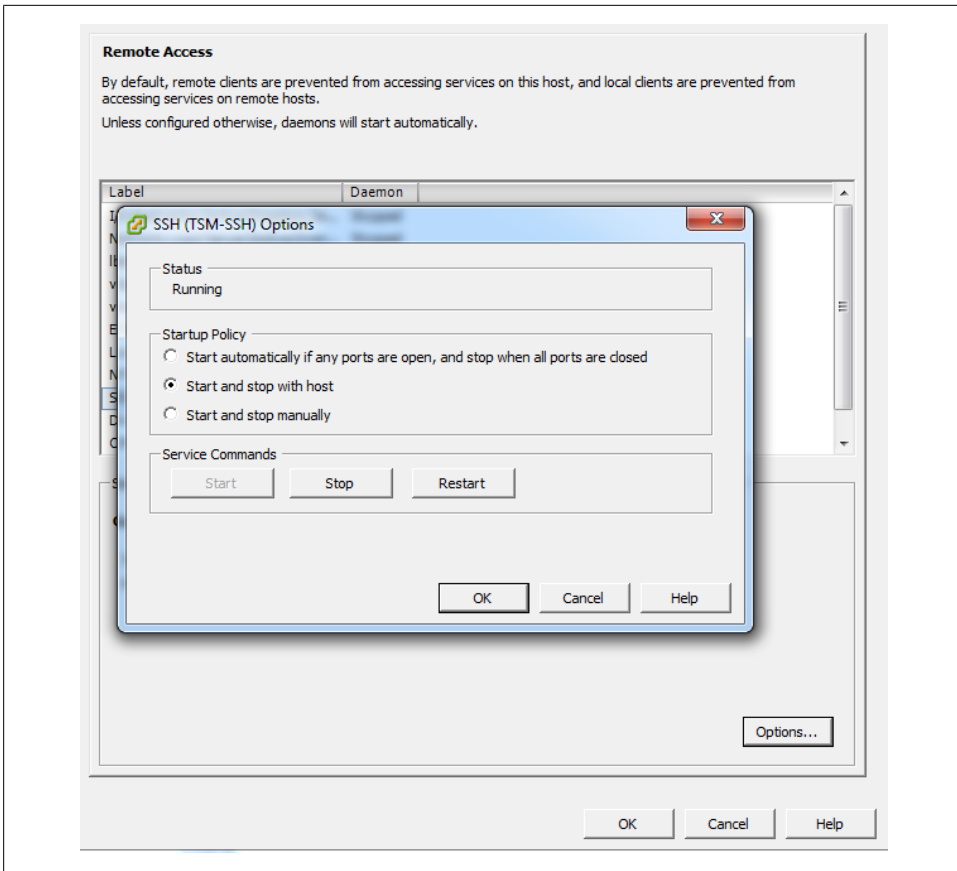 Remote Access
By default, remote clients are prevented from accessing services on this host, and local clients are prevented from
accessing services on remote hosts.
Unless configured otherwise, daemons will start automatically.
Label Daemon
SSH (TSM-SSH) Options
Status
Running
Startup Policy
Start automatically if any ports are open, and stop when all ports are closed
Start and stop with host
Start and stop manually
Service Commands
Start Stop Restart
OK Cancel Help
Options...
OK Cancel Help